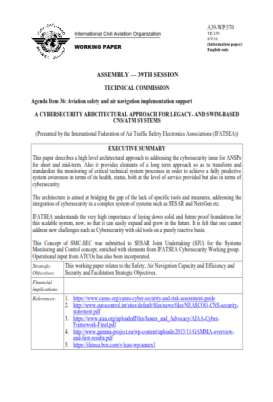 International Civil Aviation Organization
WORKING PAPER
A39-WP/370
TE/159
8/9/16
(Information paper)
English only
ASSEMBLY — 39TH SESSION
TECHNICAL COMMISSION
Agenda Item 36: Aviation safety and air navigation implementation support
A CYBERSECURITY ARHCITECTURAL APPROACH FOR LEGACY- AND SWIM-BASED
CNS/ATM SYSTEMS
(Presented by the International Federation of Air Traffic Safety Electronics Associations (IFATSEA))
EXECUTIVE SUMMARY
This paper describes a high level architectural approach to addressing the cybersecurity issue for ANSPs
for short and mid-term. Also it provides elements of a long term approach so as to transform and
standardize the monitoring of critical technical system processes in order to achieve a fully predictive
system awareness in terms of its health, status, both at the level of service provided but also in terms of
cybersecurity.
The architecture is aimed at bridging the gap of the lack of specific tools and measures, addressing the
integration of cybersecurity in a complex system of systems such as SESAR and NextGen etc.
IFATSEA understands the very high importance of laying down solid and future proof foundations for
this scalable system, now, so that it can easily expand and grow in the future. It is felt that one cannot
address new challenges such as Cybersecurity with old tools on a purely reactive basis.
This Concept of SMC-SEC was submitted to SESAR Joint Undertaking (SJU) for the Systems
Monitoring and Control concept, enriched with elements from IFATSEA Cybersecurity Working group.
Operational input from ATCOs has also been incorporated.
Strategic
Objectives:
This working paper relates to the Safety, Air Navigation Capacity and Efficiency and
Security and Facilitation Strategic Objectives.
Financial
implications:
References:
1. https://www.canso.org/canso-cyber-security-and-risk-assessment-guide
2. http://www.eurocontrol.int/sites/default/files/news/files/NEASCOG-CNS-security-
statement.pdf
3. https://www.aiaa.org/uploadedFiles/Issues_and_Advocacy/AIAA-Cyber-
Framework-Final.pdf
4. http://www.gamma-project.eu/wp-content/uploads/2013/11/GAMMA-overview-
and-first-results.pdf
5. https://ifatsea.box.com/v/icao-wp-annex1